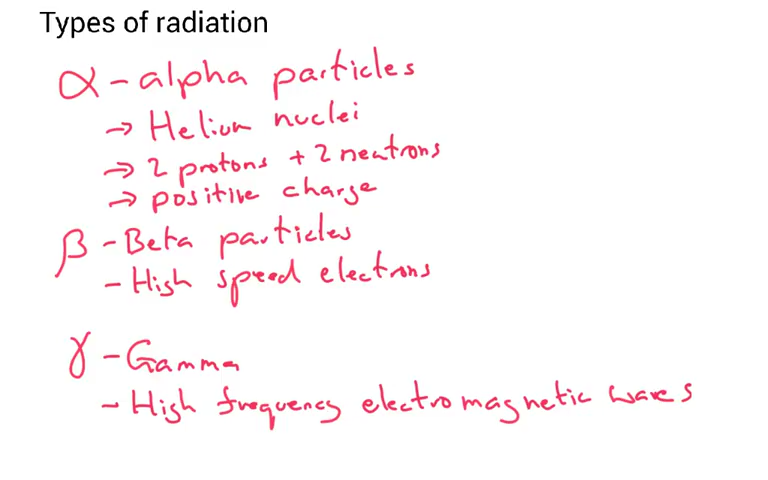 Types of radiation
α - alpha particles
→ Helium nuclei
→ 2 protons + 2 neutrons
→ positive charge
β - Beta particles
- High speed electrons
γ - Gamma
- High frequency electromagnetic waves